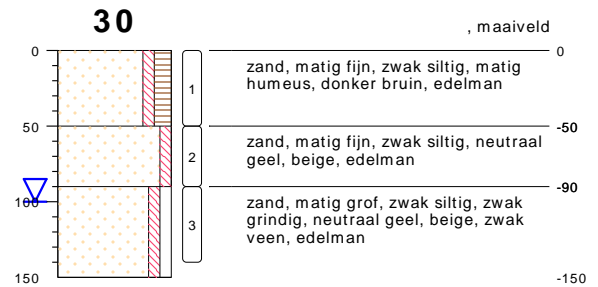 30
, maaiveld
0
0
zand, matig fijn, zwak siltig, matig
humeus, donker bruin, edelman
1
50
-50
zand, matig fijn, zwak siltig, neutraal
geel, beige, edelman
2
-90
100
zand, matig grof, zwak siltig, zwak
grindig, neutraal geel, beige, zwak
veen, edelman
3
150
-150